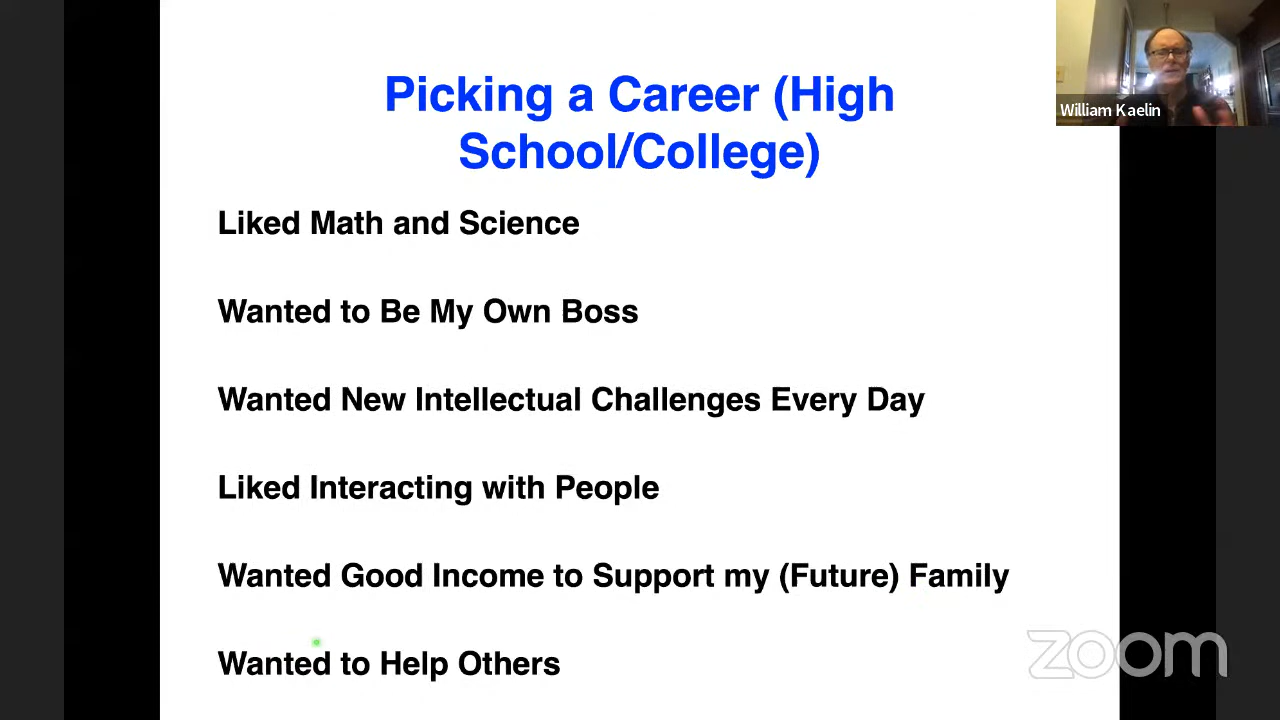 Picking a Career (High
School/College)
William Kaelin
Liked Math and Science
Wanted to Be My Own Boss
Wanted New Intellectual Challenges Every Day
Liked Interacting with People
Wanted Good Income to Support my (Future) Family
Wanted to Help Others
zoom